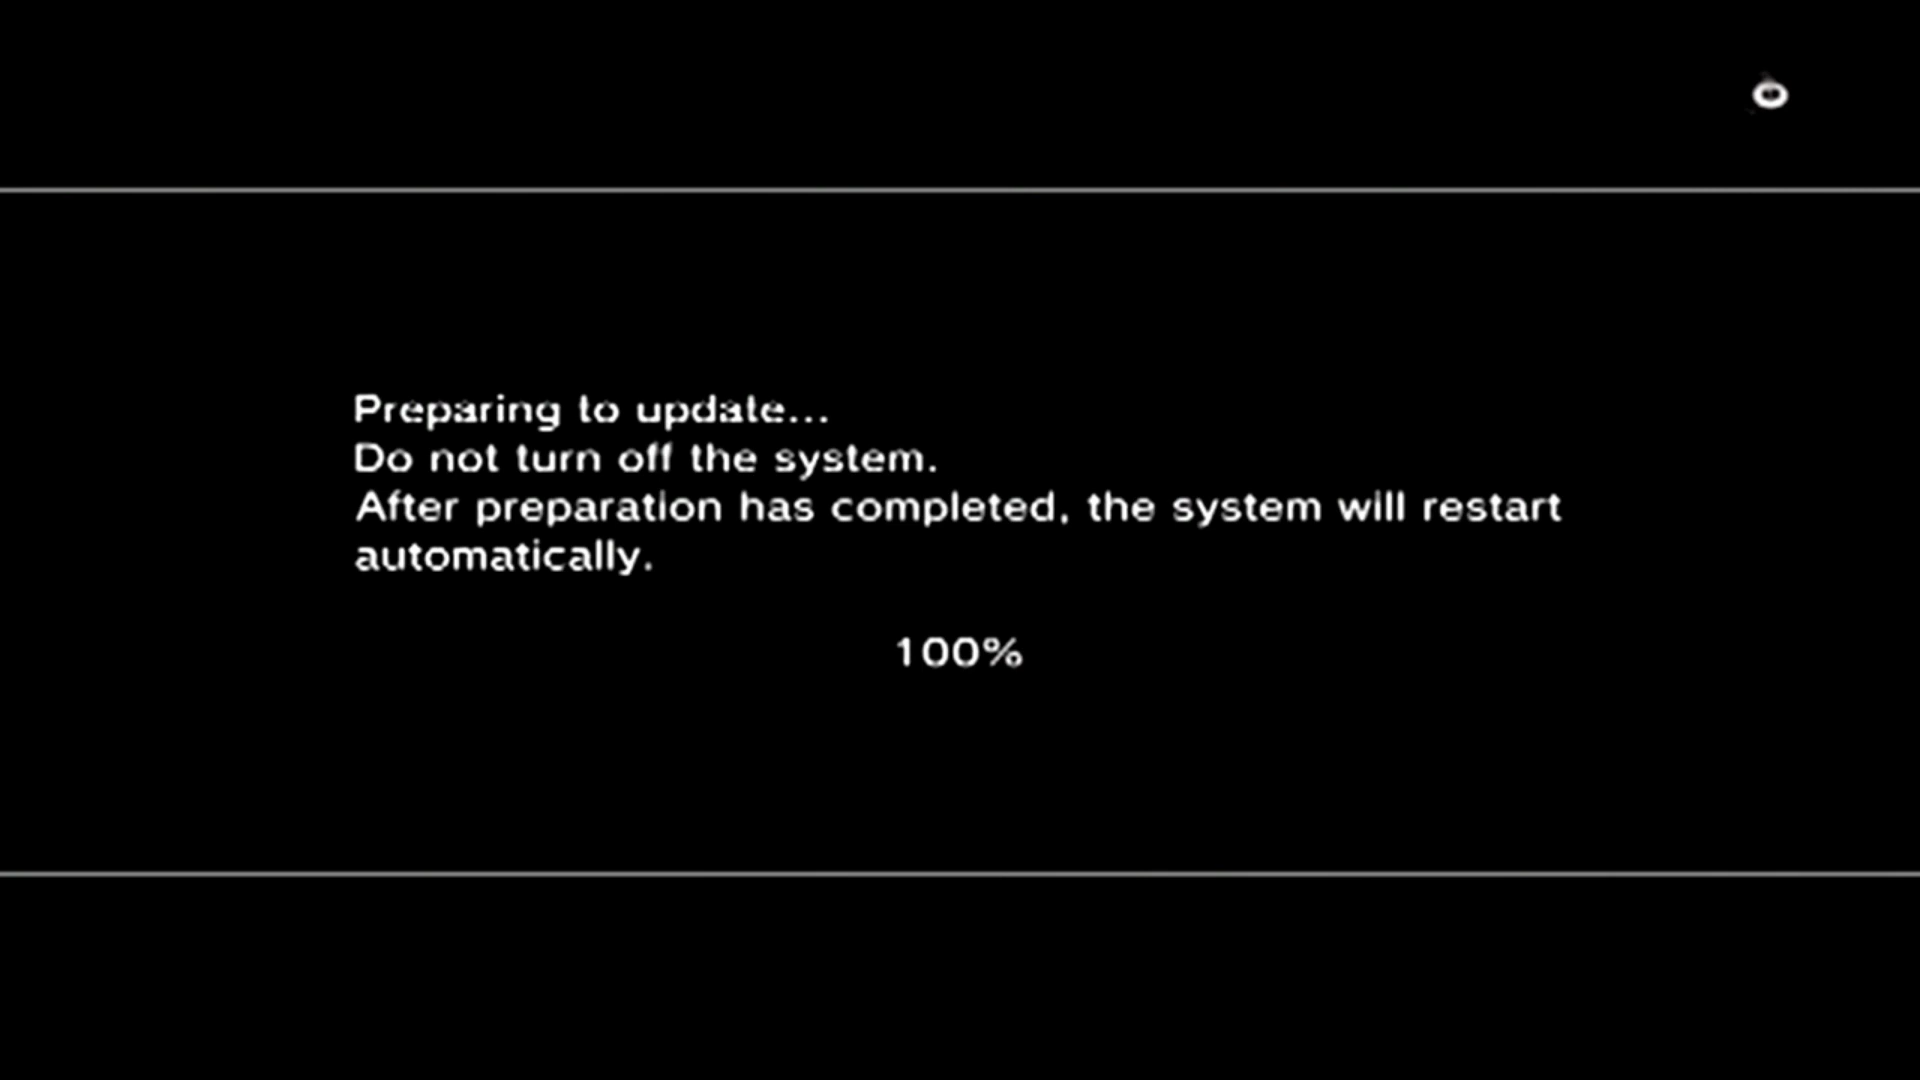 Preparing to update...
Do not turn off the system.
After preparation has completed, the system will restart
automatically.
100%